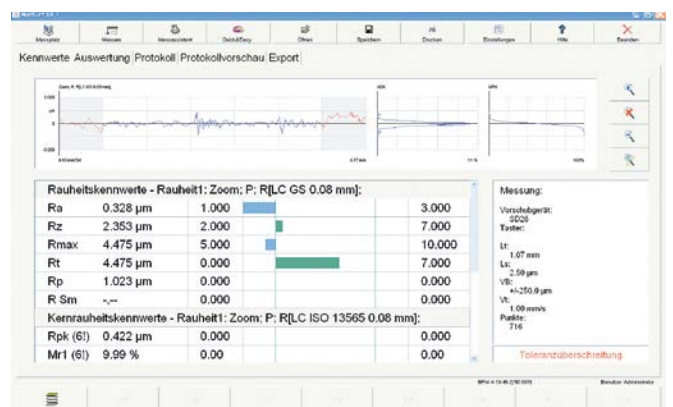 Messplatz Messen Messassistent Quick&Easy Öffnen Speichern Drucken Einstellungen Hilfe Beenden
Kennwerte Auswertung Protokoll Protokollvorschau Export
ADK
Rauheitskennwerte - Rauheit1: Zoom; P: R[LC GS 0.08 mm]:
Ra 0.328 µm 1.000 3.000
Rz 2.353 µm 2.000 7.000
Rmax 4.475 µm 5.000 10.000
Rt 4.475 µm 0.000 7.000
Rp 1.023 µm 0.000 0.000
R Sm -,-- 0.000 0.000
Kernrauheitskennwerte - Rauheit1: Zoom; P: R[LC ISO 13565 0.08 mm]:
Rpk (6!) 0.422 µm 0.000 0.000
Mr1 (6!) 9.99 % 0.00 0.00
Messung:
Vorschubgerät:
SD26
Taster:
Lt:
1.07 mm
Ls:
2.50 µm
VB:
+/-250.0 µm
Vt:
1.00 mm/s
Punkte:
716
Toleranzüberschreitung
Benutzer: Administrator